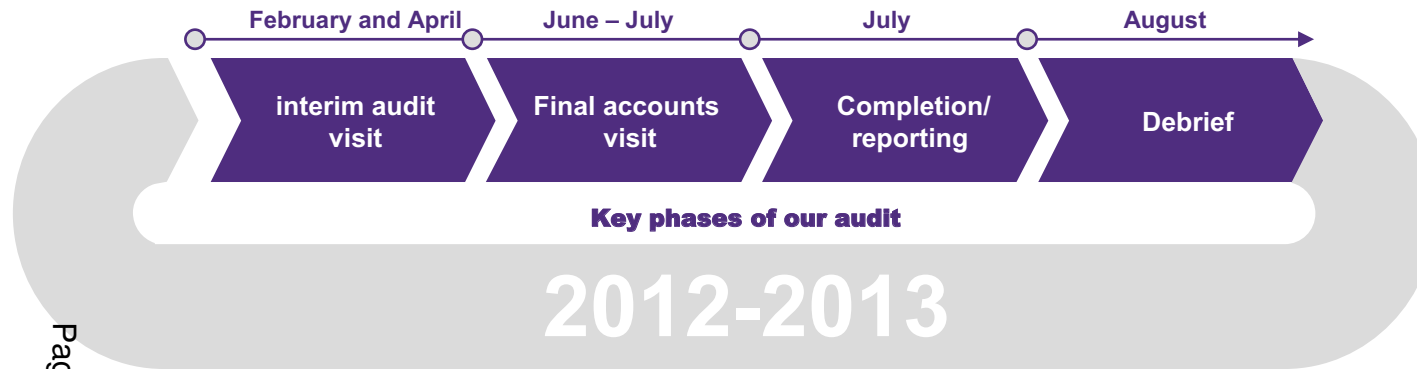 February and April June – July July August
interim audit
visit
Final accounts
visit
Completion/
reporting
Debrief
Key phases of our audit
2012-2013